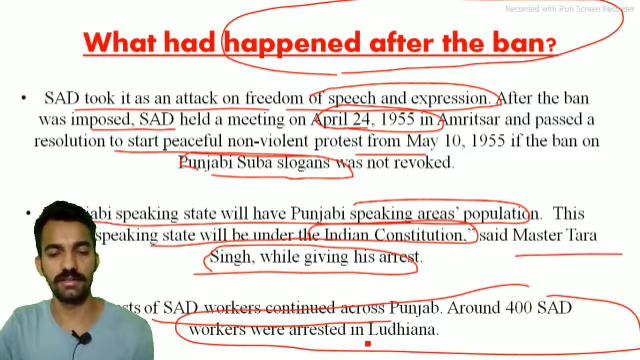 Recorded with iFun Screen Recorder
What had happened after the ban?
• SAD took it as an attack on freedom of speech and expression. After the ban
was imposed, SAD held a meeting on April 24, 1955 in Amritsar and passed a
resolution to start peaceful non-violent protest from May 10, 1955 if the ban on
Punjabi Suba slogans was not revoked.
speaking state will have Punjabi speaking areas' population. This
speaking state will be under the Indian Constitution," said Master Tara
Singh, while giving his arrest.
of SAD workers continued across Punjab. Around 400 SAD
workers were arrested in Ludhiana.